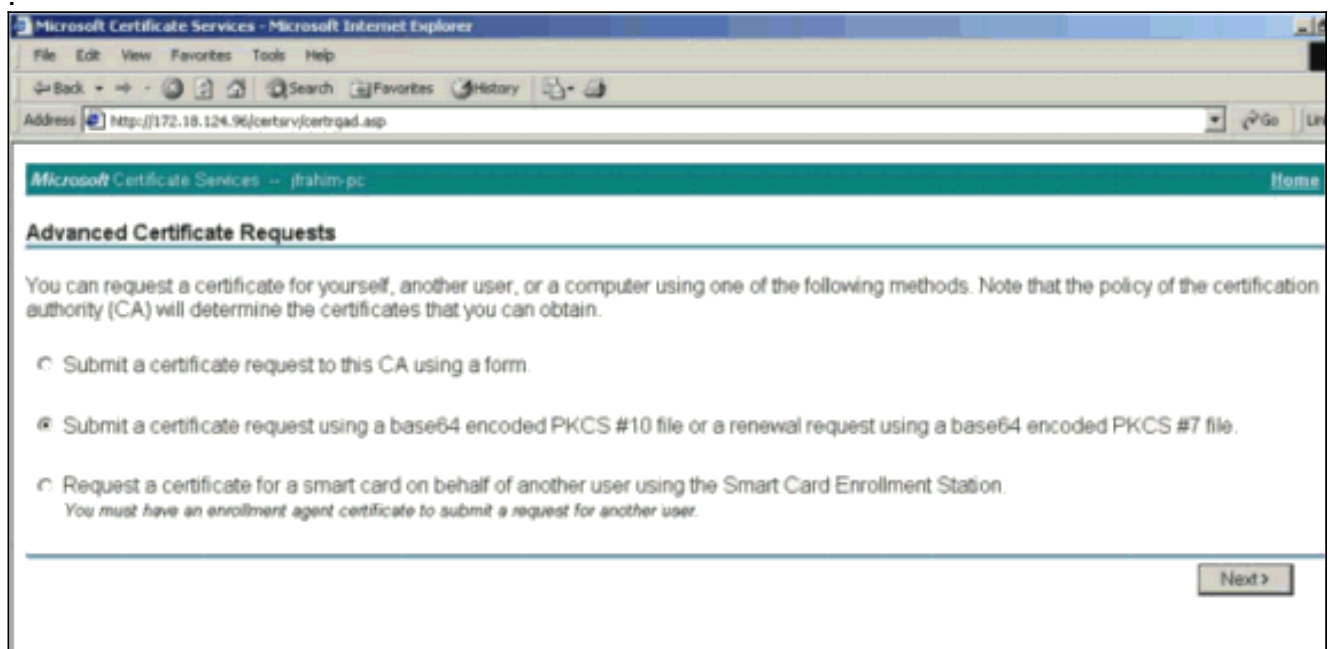 Microsoft Certificate Services - Microsoft Internet Explorer
File Edit View Favorites Tools Help
Back Search Favorites History
Address http://172.18.124.96/certsrv/certrqad.asp Go
Microsoft Certificate Services -- jfrahim-pc Home
Advanced Certificate Requests
You can request a certificate for yourself, another user, or a computer using one of the following methods. Note that the policy of the certification
authority (CA) will determine the certificates that you can obtain.
Submit a certificate request to this CA using a form.
Submit a certificate request using a base64 encoded PKCS #10 file or a renewal request using a base64 encoded PKCS #7 file.
Request a certificate for a smart card on behalf of another user using the Smart Card Enrollment Station.
You must have an enrollment agent certificate to submit a request for another user.
Next >